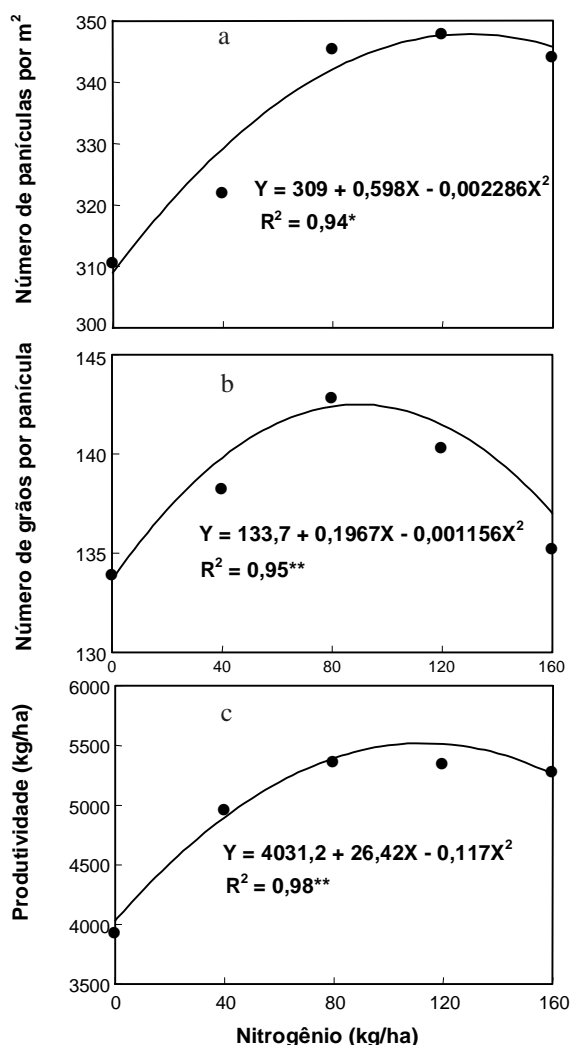 350
a
340
330
320
310
300
Número de panículas por m²
Y = 309 + 0,598X - 0,002286X²
R² = 0,94*
145
b
140
135
130
Número de grãos por panícula
Y = 133,7 + 0,1967X - 0,001156X²
R² = 0,95**
0 40 80 120 160
6000
c
5500
5000
4500
4000
3500
Produtividade (kg/ha)
Y = 4031,2 + 26,42X - 0,117X²
R² = 0,98**
0 40 80 120 160
Nitrogênio (kg/ha)